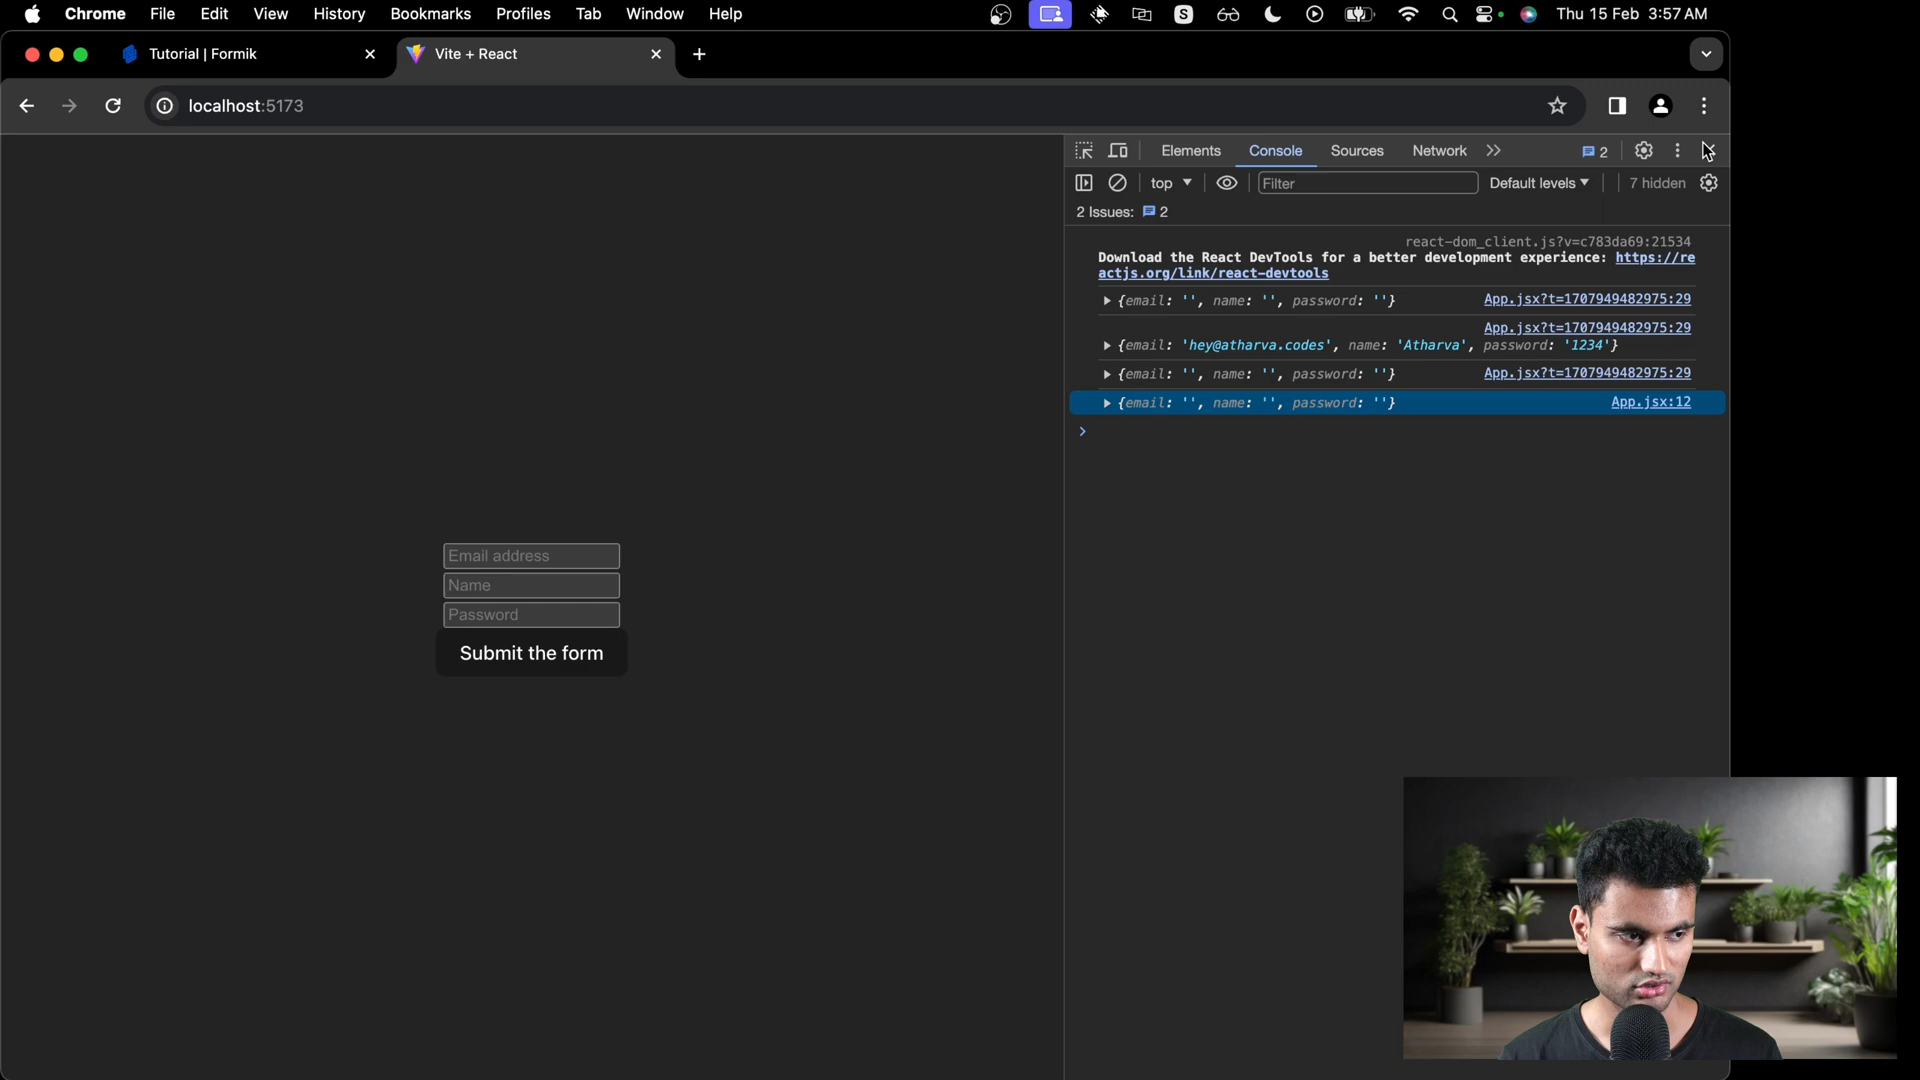 Chrome File Edit View History Bookmarks Profiles Tab Window Help S Thu 15 Feb 3:57 AM
Tutorial | Formik Vite + React
localhost:5173
Elements Console Sources Network 2
top Filter Default levels 7 hidden
2 Issues: 2
react-dom_client.js?v=c783da69:21534
Download the React DevTools for a better development experience: https://re
actjs.org/link/react-devtools
{email: '', name: '', password: ''} App.jsx?t=1707949482975:29
App.jsx?t=1707949482975:29
{email: 'hey@atharva.codes', name: 'Atharva', password: '1234'}
{email: '', name: '', password: ''} App.jsx?t=1707949482975:29
{email: '', name: '', password: ''} App.jsx:12
Email address
Name
Password
Submit the form